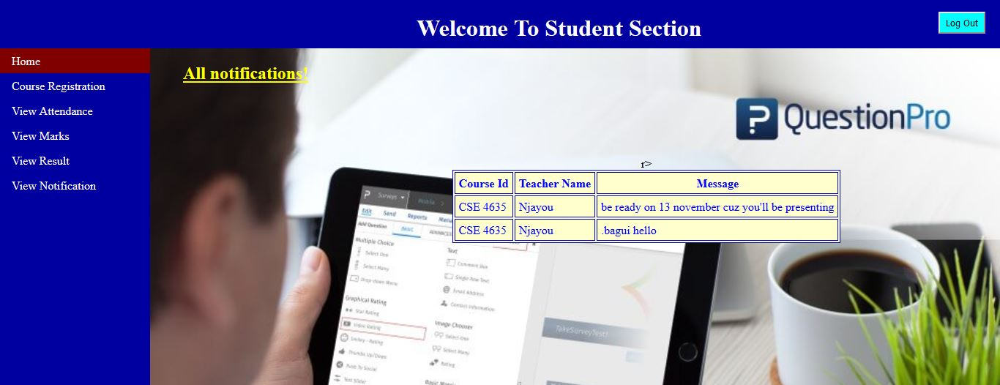 Welcome To Student Section
Log Out
Home
Course Registration
View Attendance
View Marks
View Result
View Notification
All notifications!
QuestionPro
r>
Course Id Teacher Name Message
CSE 4635 Njayou be ready on 13 november cuz you'll be presenting
CSE 4635 Njayou .bagui hello
Surveys Mobile
Edit Send Reports
Add Question BASIC
Multiple Choice
Select One
Select Many
Drop-down Menu
Graphical Rating
Star Rating
Video Rating
Smiley - Rating
Thumbs Up/Down
Push To Social
Text Slider
Text
Comment Box
Single Row Text
Email Address
Contact Information
Image Chooser
Select One
Select Many
Rating
TakeSurveyTest!